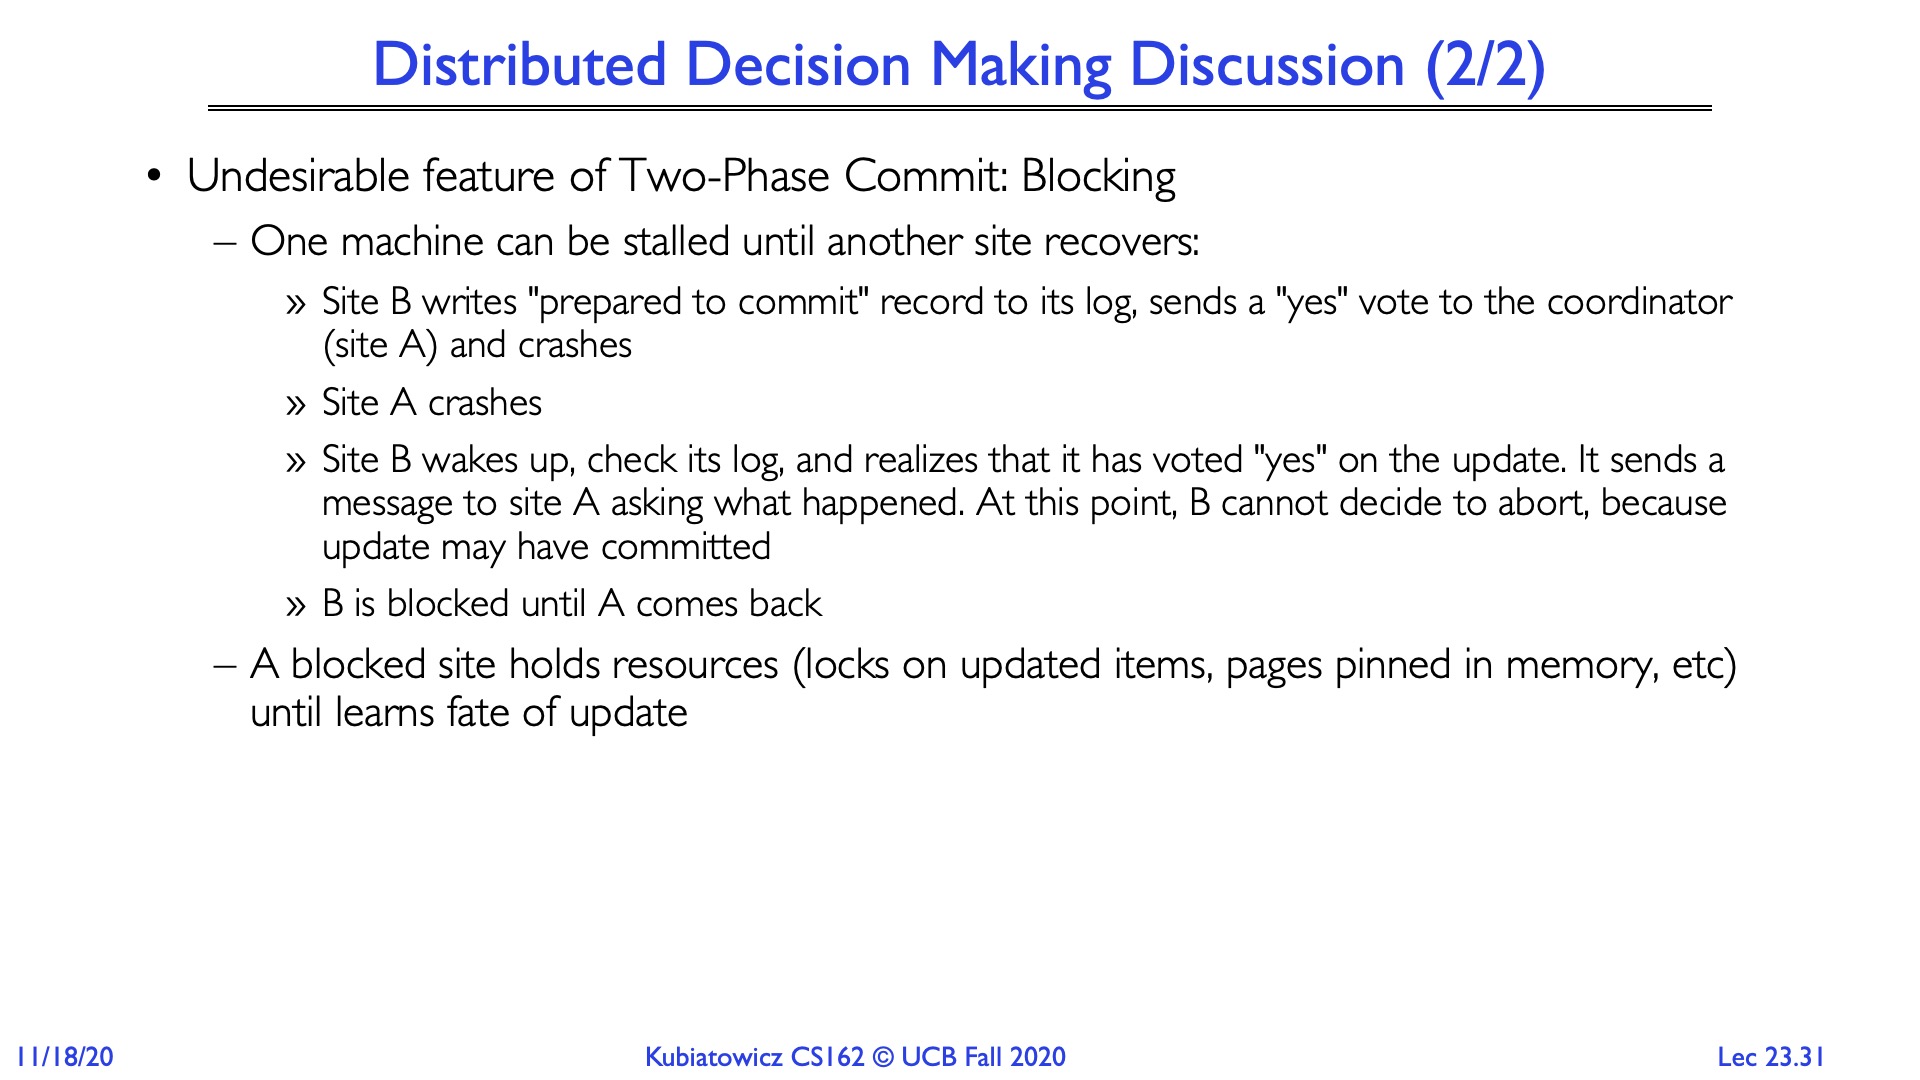 Distributed Decision Making Discussion (2/2)
• Undesirable feature of Two-Phase Commit: Blocking
– One machine can be stalled until another site recovers:
» Site B writes "prepared to commit" record to its log, sends a "yes" vote to the coordinator
(site A) and crashes
» Site A crashes
» Site B wakes up, check its log, and realizes that it has voted "yes" on the update. It sends a
message to site A asking what happened. At this point, B cannot decide to abort, because
update may have committed
» B is blocked until A comes back
– A blocked site holds resources (locks on updated items, pages pinned in memory, etc)
until learns fate of update
11/18/20
Kubiatowicz CS162 © UCB Fall 2020
Lec 23.31